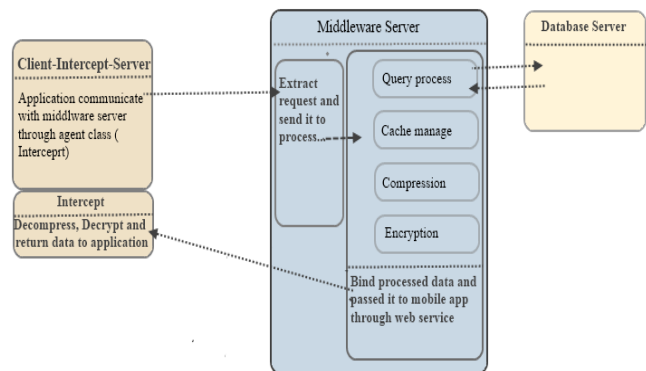 Client-Intercept-Server
Application communicate
with middlware server
through agent class (
Interceprt)
Intercept
Decompress, Decrypt and
return data to application
Middleware Server
Extract
request and
send it to
process...
Query process
Cache manage
Compression
Encryption
Bind processed data and
passed it to mobile app
through web service
Database Server